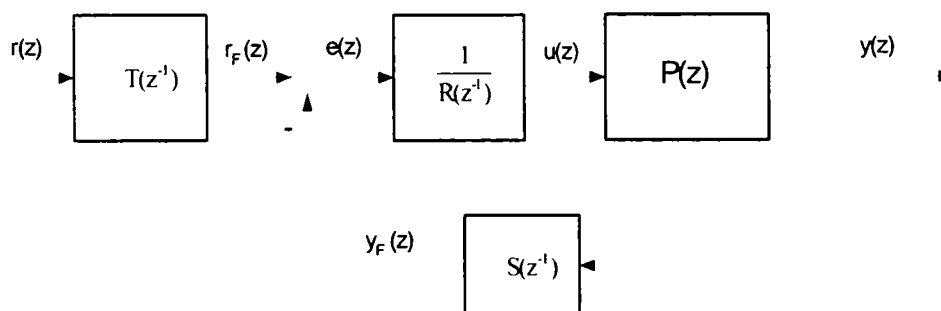 r(z)
T(z⁻¹)
r_F(z)
-
e(z)
1
R(z⁻¹)
u(z)
P(z)
y(z)
y_F(z)
S(z⁻¹)